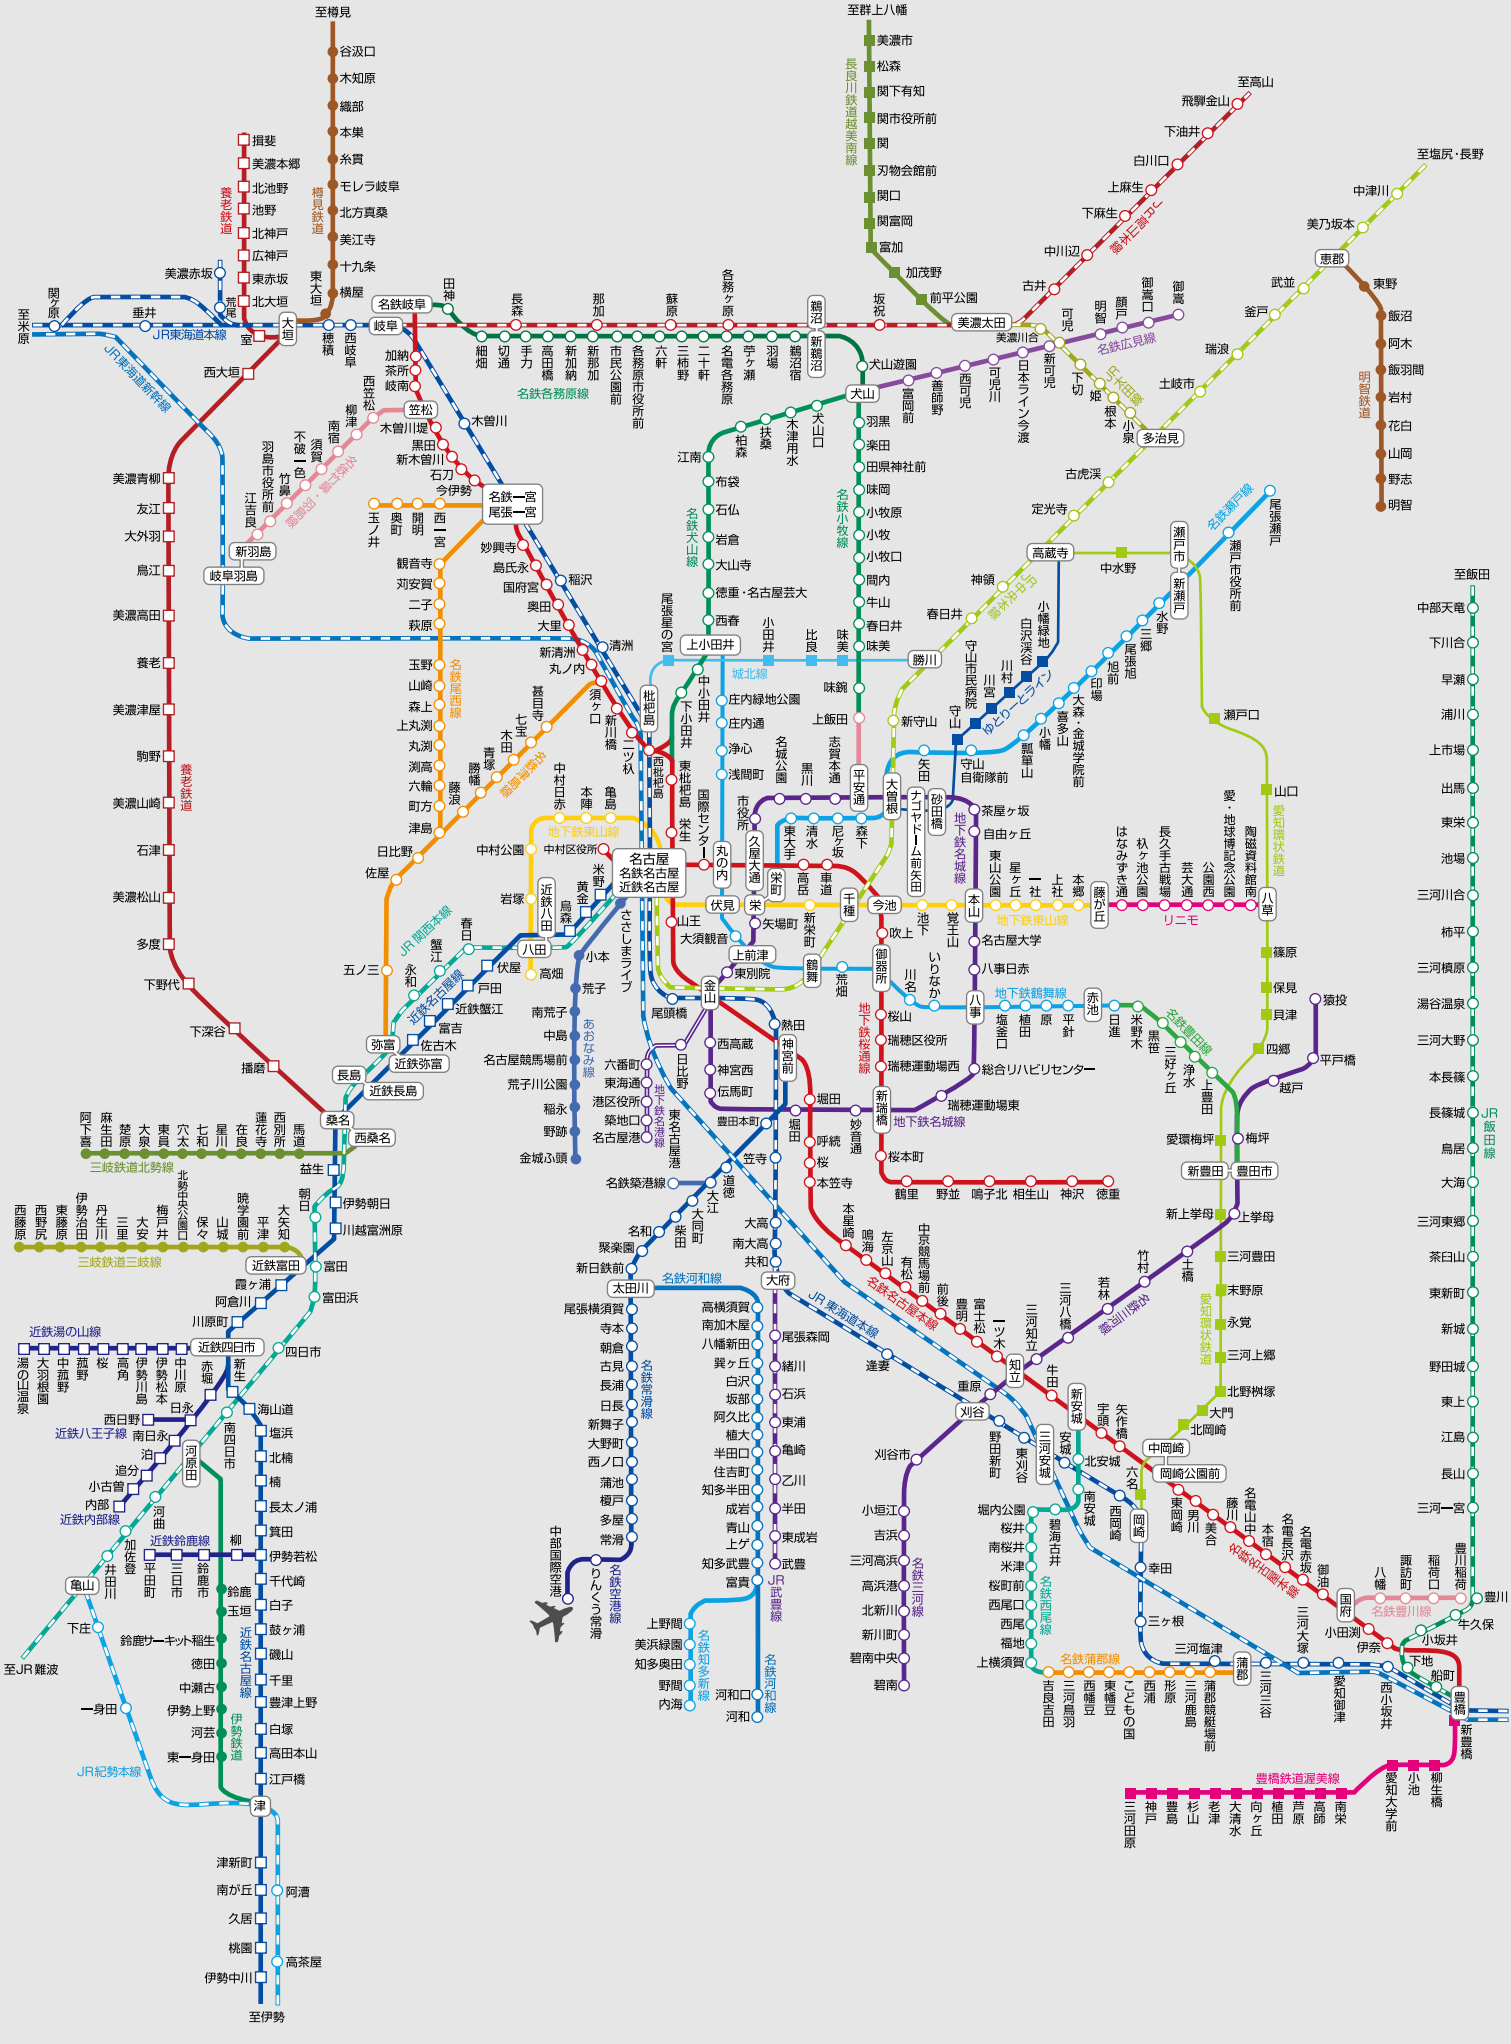 至樽見
谷汲口
木知原
織部
本巣
糸貫
モレラ岐阜
北方真桑
美江寺
十九条
横屋
東大垣
樽見鉄道
揖斐
美濃本郷
北池野
池野
北神戸
広神戸
東赤坂
北大垣
室
西大垣
養老鉄道
美濃青柳
友江
大外羽
烏江
美濃高田
養老
美濃津屋
駒野
美濃山崎
石津
美濃松山
多度
下野代
下深谷
播磨
桑名
美濃赤坂
荒尾
至米原
関ヶ原
垂井
JR東海道本線
JR東海道新幹線
大垣
穂積
西岐阜
岐阜
名鉄岐阜
田神
細畑
切通
手力
高田橋
新加納
新那加
市民公園前
各務原市役所前
六軒
三柿野
二十軒
名電各務原
苧ヶ瀬
羽場
鵜沼宿
新鵜沼
鵜沼
名鉄各務原線
長森
那加
蘇原
各務ヶ原
坂祝
美濃太田
至群上八幡
美濃市
松森
関下有知
関市役所前
関
刃物会館前
関口
関富岡
富加
加茂野
前平公園
長良川鉄道越美南線
至高山
飛騨金山
下油井
白川口
上麻生
下麻生
中川辺
古井
JR高山本線
至塩尻・長野
中津川
美乃坂本
恵那
武並
釜戸
瑞浪
土岐市
多治見
古虎渓
定光寺
高蔵寺
神領
春日井
勝川
新守山
大曽根
JR中央本線
東野
飯沼
阿木
飯羽間
岩村
花白
山岡
野志
明智
明智鉄道
美濃川合
可児
下切
姫
根本
小泉
JR太多線
犬山遊園
犬山
富岡前
善師野
西可児
可児川
日本ライン今渡
新可児
明智
顔戸
御嵩口
御嵩
名鉄広見線
羽黒
楽田
田県神社前
味岡
小牧原
小牧
小牧口
間内
牛山
春日井
味美
味鋺
上飯田
平安通
名鉄小牧線
犬山口
木津用水
扶桑
柏森
江南
布袋
石仏
岩倉
大山寺
徳重・名古屋芸大
西春
上小田井
中小田井
下小田井
名鉄犬山線
加納
茶所
岐南
笠松
木曽川堤
黒田
新木曽川
石刀
今伊勢
名鉄一宮
尾張一宮
木曽川
西笠松
柳津
南宿
須賀
不破一色
竹鼻
羽島市役所前
江吉良
新羽島
岐阜羽島
名鉄竹鼻・羽島線
玉ノ井
奥町
開明
西一宮
観音寺
苅安賀
二子
萩原
玉野
山崎
森上
上丸渕
丸渕
渕高
六輪
町方
津島
日比野
佐屋
五ノ三
弥富
名鉄尾西線
妙興寺
島氏永
国府宮
奥田
大里
新清洲
丸ノ内
須ヶ口
新川橋
二ツ杁
西枇杷島
東枇杷島
栄生
稲沢
清洲
枇杷島
甚目寺
七宝
木田
青塚
勝幡
藤浪
名鉄津島線
尾張星の宮
小田井
比良
味美
城北線
庄内緑地公園
庄内通
浄心
浅間町
国際センター
丸の内
伏見
大須観音
上前津
鶴舞
荒畑
御器所
川名
いりなか
八事
塩釜口
植田
原
平針
赤池
地下鉄鶴舞線
日進
米野木
黒笹
三好ヶ丘
浄水
上豊田
梅坪
名鉄豊田線
越戸
平戸橋
猿投
豊田市
新豊田
愛環梅坪
上挙母
土橋
竹村
若林
三河八橋
三河知立
知立
重原
刈谷
刈谷市
小垣江
吉浜
三河高浜
高浜港
北新川
新川町
碧南中央
碧南
名鉄三河線
名城公園
黒川
志賀本通
市役所
久屋大通
栄
栄町
矢場町
東別院
金山
西高蔵
神宮西
伝馬町
堀田
妙音通
新瑞橋
瑞穂運動場東
総合リハビリセンター
八事日赤
名古屋大学
本山
自由ヶ丘
茶屋ヶ坂
砂田橋
ナゴヤドーム前矢田
地下鉄名城線
地下鉄名城線
日比野
六番町
東海通
港区役所
築地口
名古屋港
地下鉄名港線
中村日赤
本陣
亀島
中村公園
岩塚
八田
高畑
中村区役所
地下鉄東山線
新栄町
千種
今池
池下
覚王山
東山公園
星ヶ丘
一社
上社
本郷
藤が丘
地下鉄東山線
高岳
車道
吹上
桜山
瑞穂区役所
瑞穂運動場西
桜本町
鶴里
野並
鳴子北
相生山
神沢
徳重
地下鉄桜通線
はなみずき通
杁ヶ池公園
長久手古戦場
芸大通
公園西
愛・地球博記念公園
陶磁資料館南
八草
リニモ
東大手
清水
尼ヶ坂
森下
矢田
守山自衛隊前
瓢箪山
小幡
喜多山
大森・金城学院前
印場
旭前
尾張旭
三郷
水野
新瀬戸
瀬戸市
瀬戸市役所前
尾張瀬戸
名鉄瀬戸線
守山
守山市民病院
川宮
川村
白沢渓谷
小幡緑地
ゆとりーとライン
中水野
瀬戸口
山口
愛知環状鉄道
篠原
保見
貝津
四郷
新上挙母
三河豊田
末野原
永覚
三河上郷
北野桝塚
大門
北岡崎
中岡崎
岡崎公園前
六名
岡崎
愛知環状鉄道
至飯田
中部天竜
下川合
早瀬
浦川
上市場
出馬
東栄
池場
三河川合
柿平
三河槙原
湯谷温泉
三河大野
本長篠
長篠城
鳥居
大海
三河東郷
茶臼山
東新町
新城
野田城
東上
江島
長山
三河一宮
豊川
牛久保
小坂井
下地
船町
豊橋
JR飯田線
名古屋
名鉄名古屋
近鉄名古屋
米野
黄金
烏森
近鉄八田
伏屋
戸田
近鉄蟹江
富吉
佐古木
近鉄弥富
近鉄長島
近鉄名古屋線
春日
蟹江
永和
長島
JR関西本線
ささしまライブ
小本
荒子
南荒子
中島
名古屋競馬場前
荒子川公園
稲永
野跡
金城ふ頭
あおなみ線
山王
尾頭橋
熱田
神宮前
堀田
呼続
桜
本笠寺
本星崎
鳴海
左京山
有松
中京競馬場前
前後
豊明
富士松
一ツ木
牛田
新安城
宇頭
矢作橋
東岡崎
男川
美合
藤川
名電山中
本宿
名電長沢
名電赤坂
御油
国府
小田渕
伊奈
名鉄名古屋本線
名鉄名古屋本線
八幡
諏訪町
稲荷口
豊川稲荷
名鉄豊川線
豊田本町
笠寺
道徳
大江
東名古屋港
名鉄築港線
大同町
柴田
名和
聚楽園
新日鉄前
太田川
尾張横須賀
寺本
朝倉
古見
長浦
日長
新舞子
大野町
西ノ口
蒲池
榎戸
多屋
常滑
名鉄常滑線
りんくう常滑
中部国際空港
名鉄空港線
名鉄河和線
高横須賀
南加木屋
八幡新田
巽ヶ丘
白沢
坂部
阿久比
植大
半田口
住吉町
知多半田
成岩
青山
上ゲ
知多武豊
富貴
河和口
河和
名鉄河和線
上野間
美浜緑園
知多奥田
野間
内海
名鉄知多新線
大高
南大高
共和
大府
尾張森岡
緒川
石浜
東浦
亀崎
乙川
半田
東成岩
武豊
JR武豊線
JR東海道本線
逢妻
野田新町
東刈谷
三河安城
安城
西岡崎
幸田
三ヶ根
三河塩津
蒲郡
三河三谷
三河大塚
愛知御津
西小坂井
北安城
南安城
碧海古井
堀内公園
桜井
南桜井
米津
桜町前
西尾口
西尾
福地
上横須賀
名鉄西尾線
吉良吉田
三河鳥羽
西幡豆
東幡豆
こどもの国
西浦
形原
三河鹿島
蒲郡競艇場前
名鉄蒲郡線
新豊橋
柳生橋
小池
愛知大学前
南栄
高師
芦原
植田
向ヶ丘
大清水
老津
杉山
豊島
神戸
三河田原
豊橋鉄道渥美線
阿下喜
麻生田
楚原
大泉
東員
穴太
七和
星川
在良
蓮花寺
西別所
馬道
西桑名
三岐鉄道北勢線
西藤原
西野尻
東藤原
伊勢治田
丹生川
三里
大安
梅戸井
北勢中央公園口
保々
山城
暁学園前
平津
大矢知
近鉄富田
三岐鉄道三岐線
益生
伊勢朝日
川越富洲原
霞ヶ浦
阿倉川
川原町
近鉄四日市
新生
海山道
塩浜
北楠
楠
長太ノ浦
箕田
伊勢若松
千代崎
白子
鼓ヶ浦
磯山
千里
豊津上野
白塚
高田本山
江戸橋
津
津新町
南が丘
久居
桃園
伊勢中川
至伊勢
近鉄名古屋線
朝日
富田
富田浜
四日市
南四日市
河原田
河曲
加佐登
井田川
亀山
至JR難波
近鉄湯の山線
湯の山温泉
大羽根園
中菰野
菰野
桜
高角
伊勢川島
伊勢松本
中川原
赤堀
日永
西日野
近鉄八王子線
南日永
泊
追分
小古曽
内部
近鉄内部線
近鉄鈴鹿線
平田町
三日市
鈴鹿市
柳
鈴鹿
玉垣
鈴鹿サーキット稲生
徳田
中瀬古
伊勢上野
河芸
東一身田
伊勢鉄道
下庄
一身田
JR紀勢本線
阿漕
高茶屋